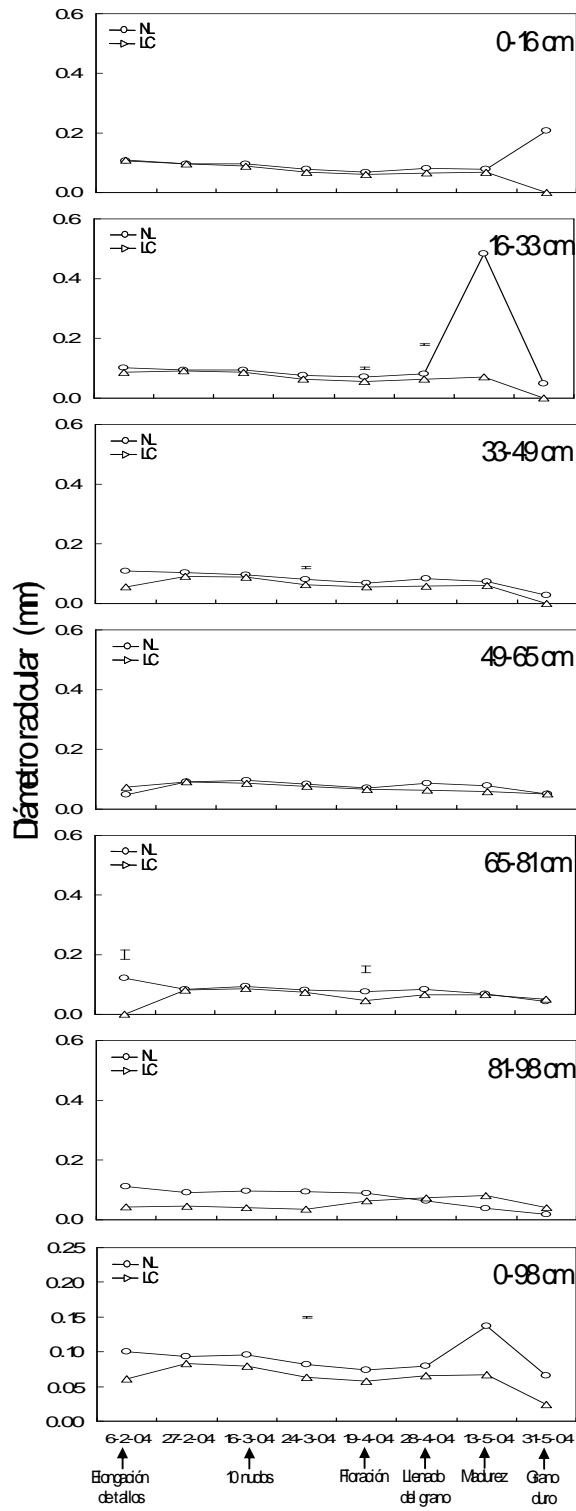 0.6
NL
LC
0-16 cm
0.4
0.2
0.0
0.6
NL
LC
16-33 cm
0.4
0.2
0.0
0.6
NL
LC
33-49 cm
0.4
0.2
0.0
0.6
NL
LC
49-65 cm
0.4
0.2
0.0
0.6
NL
LC
65-81 cm
0.4
0.2
0.0
0.6
NL
LC
81-98 cm
0.4
0.2
0.0
0.25
NL
LC
0-98 cm
0.20
0.15
0.10
0.05
0.00
Diámetro radicular (mm)
6-2-04 27-2-04 16-3-04 24-3-04 19-4-04 28-4-04 13-5-04 31-5-04
Elongación de tallos
10 nudos
Floración
Llenado del grano
Madurez
Grano duro